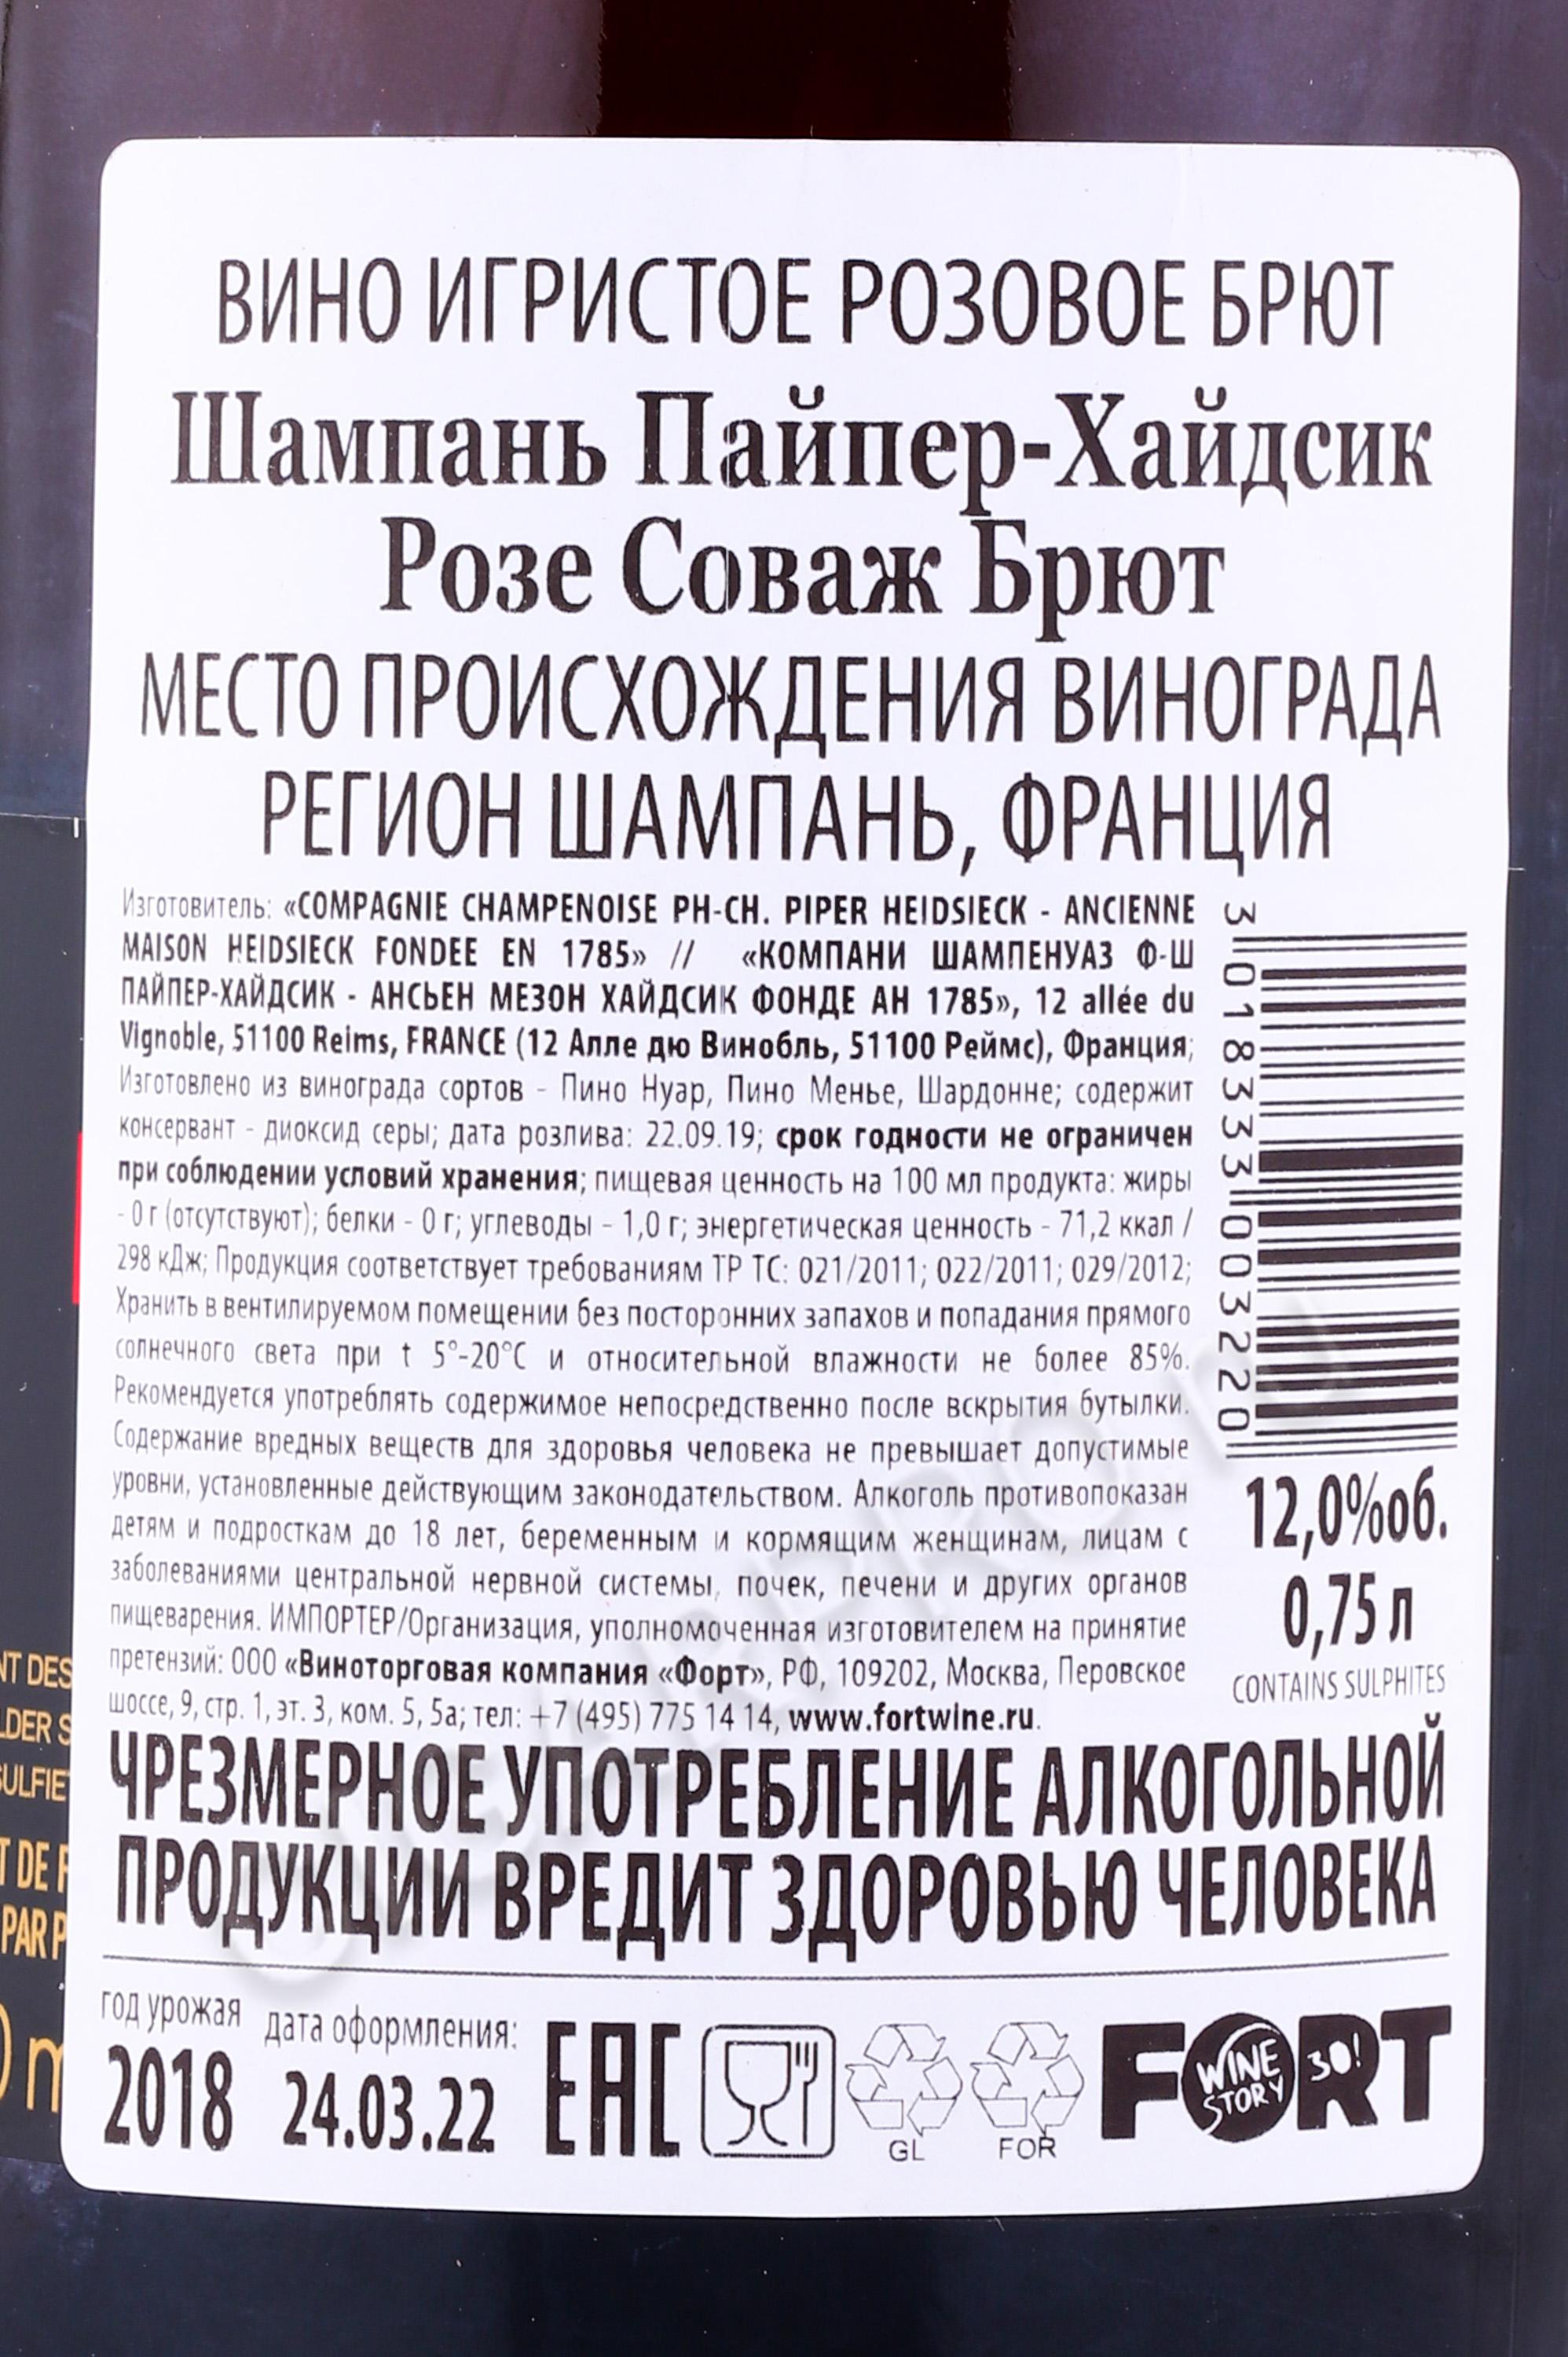 ВИНО ИГРИСТОЕ РОЗОВОЕ БРЮТ
Шампань Пайпер-Хайдсик
Розе Соваж Брют
МЕСТО ПРОИСХОЖДЕНИЯ ВИНОГРАДА
РЕГИОН ШАМПАНЬ, ФРАНЦИЯ
Изготовитель: «COMPAGNIE CHAMPENOISE PH-CH. PIPER HEIDSIECK - ANCIENNE
MAISON HEIDSIECK FONDEE EN 1785» // «КОМПАНИ ШАМПЕНУАЗ Ф-Ш
ПАЙПЕР-ХАЙДСИК - АНСЬЕН МЕЗОН ХАЙДСИК ФОНДЕ АН 1785», 12 allée du
Vignoble, 51100 Reims, FRANCE (12 Алле дю Винобль, 51100 Реймс), Франция;
Изготовлено из винограда сортов - Пино Нуар, Пино Менье, Шардонне; содержит
консервант - диоксид серы; дата розлива: 22.09.19; срок годности не ограничен
при соблюдении условий хранения; пищевая ценность на 100 мл продукта: жиры
- 0 г (отсутствуют); белки - 0 г; углеводы - 1,0 г; энергетическая ценность - 71,2 ккал /
298 кДж; Продукция соответствует требованиям ТР ТС: 021/2011; 022/2011; 029/2012;
Хранить в вентилируемом помещении без посторонних запахов и попадания прямого
солнечного света при t 5°-20°С и относительной влажности не более 85%.
Рекомендуется употреблять содержимое непосредственно после вскрытия бутылки.
Содержание вредных веществ для здоровья человека не превышает допустимые
уровни, установленные действующим законодательством. Алкоголь противопоказан
детям и подросткам до 18 лет, беременным и кормящим женщинам, лицам с
заболеваниями центральной нервной системы, почек, печени и других органов
пищеварения. ИМПОРТЕР/Организация, уполномоченная изготовителем на принятие
претензий: ООО «Виноторговая компания «Форт», РФ, 109202, Москва, Перовское
шоссе, 9, стр. 1, эт. 3, ком. 5, 5а; тел: +7 (495) 775 14 14, www.fortwine.ru.
3 018333 003220
12,0%об.
0,75 л
CONTAINS SULPHITES
ЧРЕЗМЕРНОЕ УПОТРЕБЛЕНИЕ АЛКОГОЛЬНОЙ
ПРОДУКЦИИ ВРЕДИТ ЗДОРОВЬЮ ЧЕЛОВЕКА
год урожая
2018
дата оформления:
24.03.22
EAC
GL
FOR
FORT
WINE
STORY
30!
NT DES
LDER S
SULFIE
T DE F
PAR P